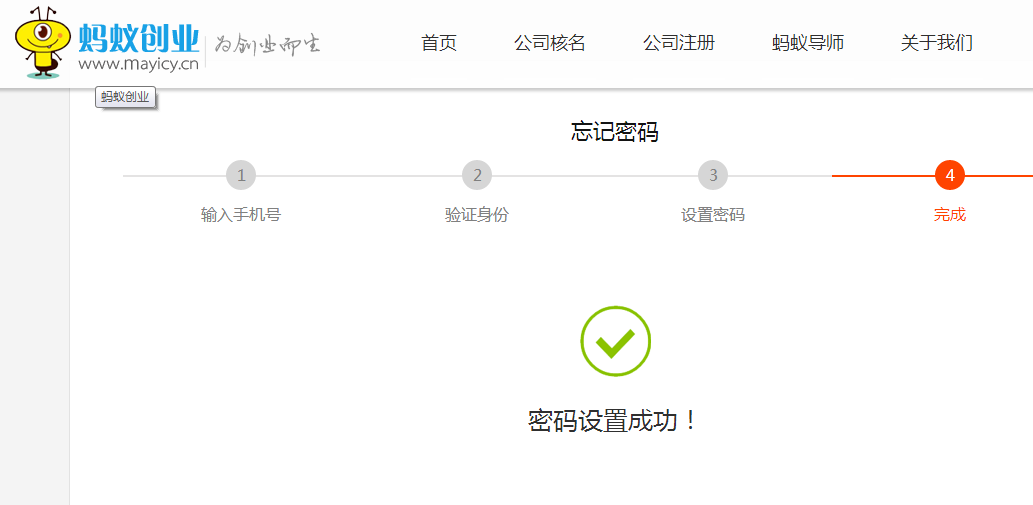 蚂蚁创业
www.mayicy.cn
为创业而生
首页 公司核名 公司注册 蚂蚁导师 关于我们
蚂蚁创业
忘记密码
1 2 3 4
输入手机号 验证身份 设置密码 完成
密码设置成功！